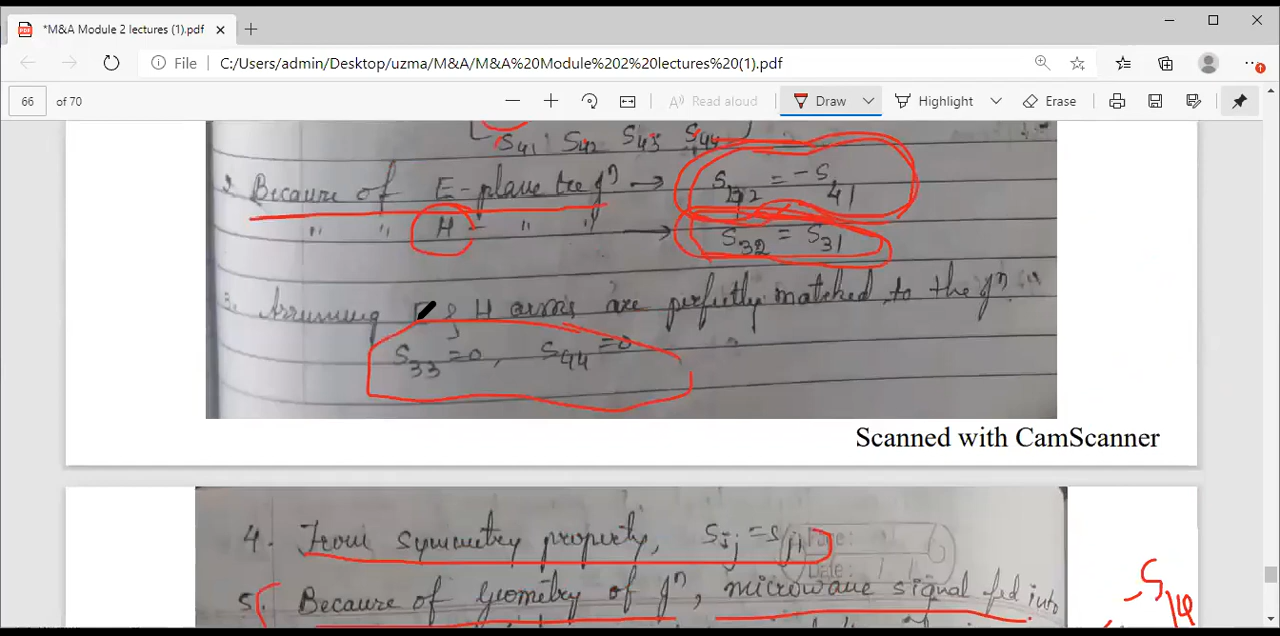 *M&A Module 2 lectures (1).pdf
File C:/Users/admin/Desktop/uzma/M&A/M&A%20Module%202%20lectures%20(1).pdf
66 of 70 Read aloud Draw Highlight Erase
S41 S42 S43 S44
2. Because of E-plane tee jn → = -S41
" " H - " " → S32 = S31
3. Assuming E & H arms are perfectly matched to the jn
S33 = 0, S44 = 0
Scanned with CamScanner
4. From symmetry property, Sij = Sji
Date:
5. Because of geometry of jn, microwave signal fed into
S14